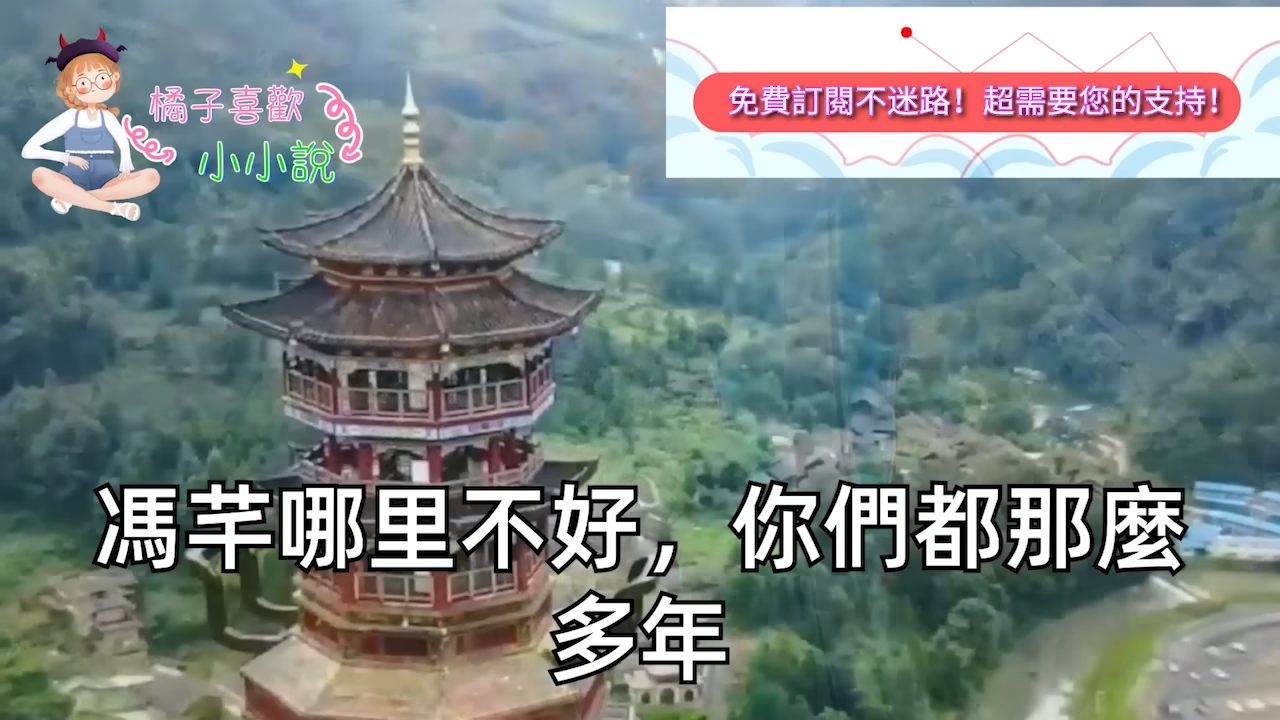 橘子喜歡
小小說
免費訂閱不迷路！超需要您的支持！
馮芊哪里不好，你們都那麼
多年